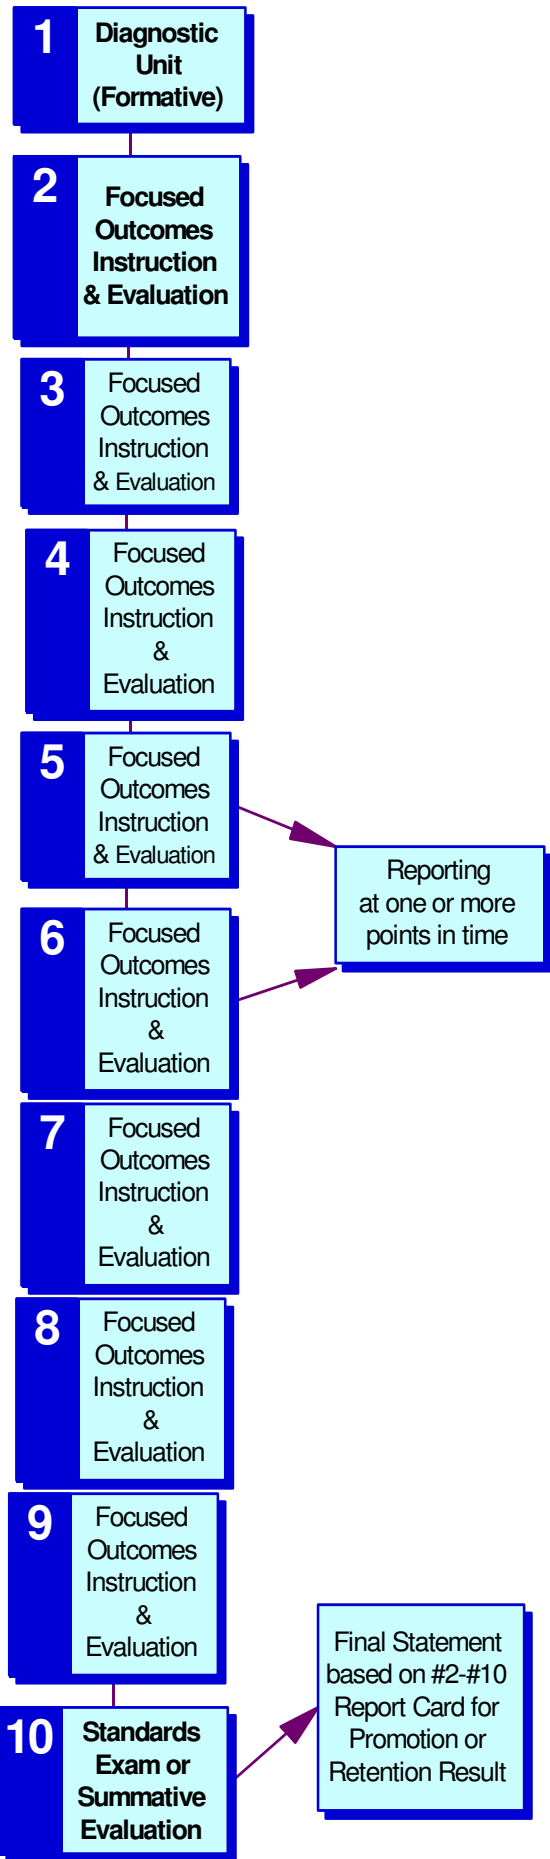 1
Diagnostic
Unit
(Formative)
2
Focused
Outcomes
Instruction
& Evaluation
3
Focused
Outcomes
Instruction
& Evaluation
4
Focused
Outcomes
Instruction
&
Evaluation
5
Focused
Outcomes
Instruction
& Evaluation
Reporting
at one or more
points in time
6
Focused
Outcomes
Instruction
&
Evaluation
7
Focused
Outcomes
Instruction
&
Evaluation
8
Focused
Outcomes
Instruction
&
Evaluation
9
Focused
Outcomes
Instruction
&
Evaluation
10
Standards
Exam or
Summative
Evaluation
Final Statement
based on #2-#10
Report Card for
Promotion or
Retention Result